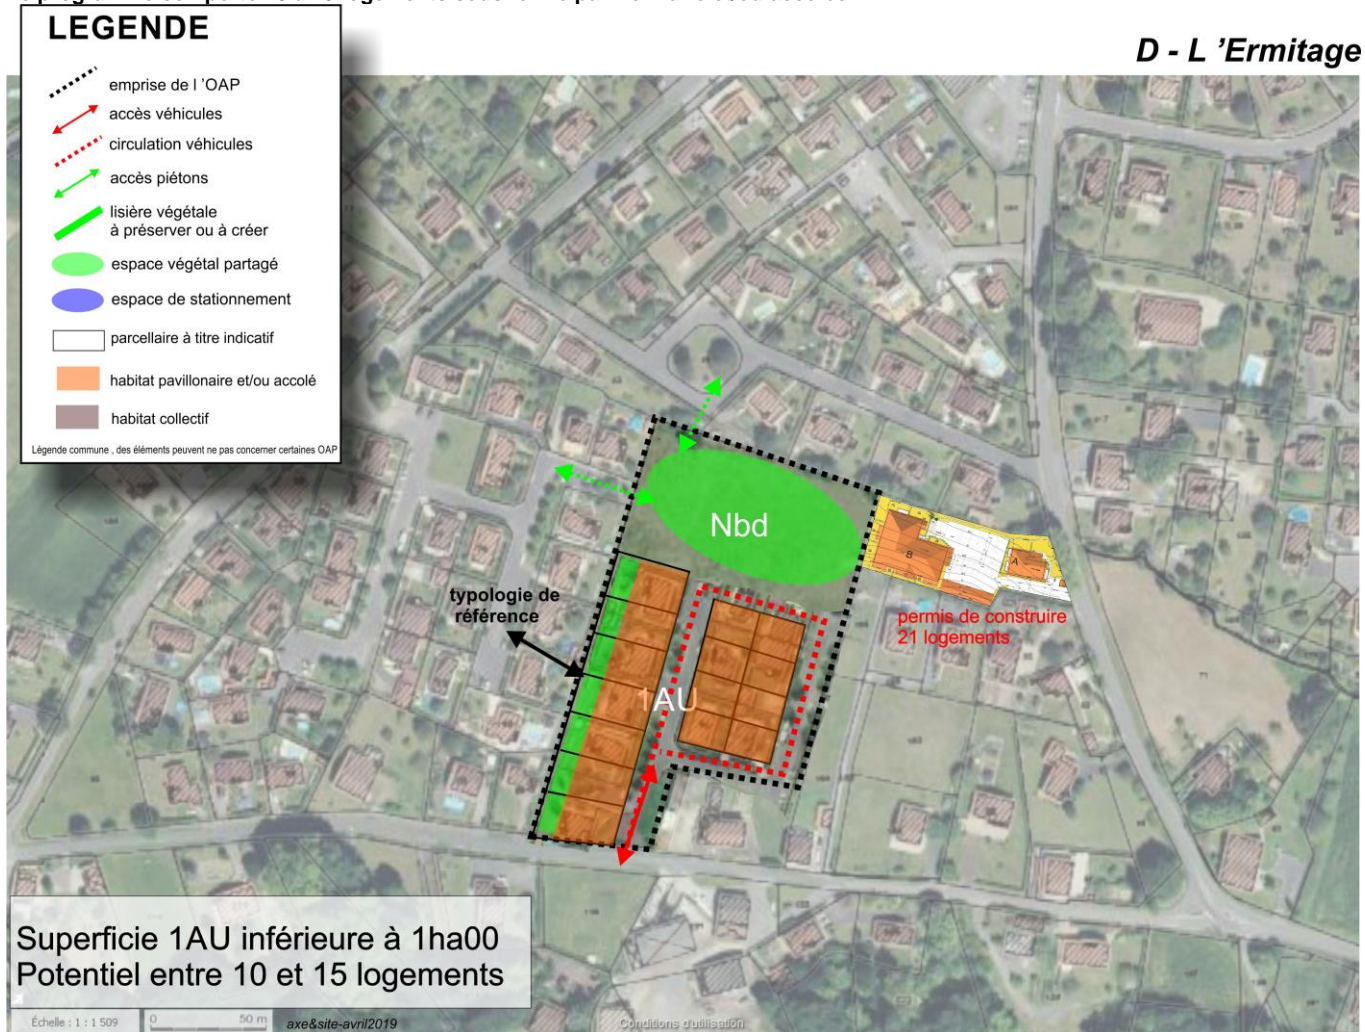 LEGENDE
D - L 'Ermitage
emprise de l 'OAP
accès véhicules
circulation véhicules
accès piétons
lisière végétale
à préserver ou à créer
espace végétal partagé
espace de stationnement
parcellaire à titre indicatif
habitat pavillonaire et/ou accolé
habitat collectif
Légende commune , des éléments peuvent ne pas concerner certaines OAP
Nbd
B
A
typologie de
référence
permis de construire
21 logements
1AU
Superficie 1AU inférieure à 1ha00
Potentiel entre 10 et 15 logements
Échelle : 1 : 1 509
0 50 m
axe&site-avril2019
Conditions d'utilisation